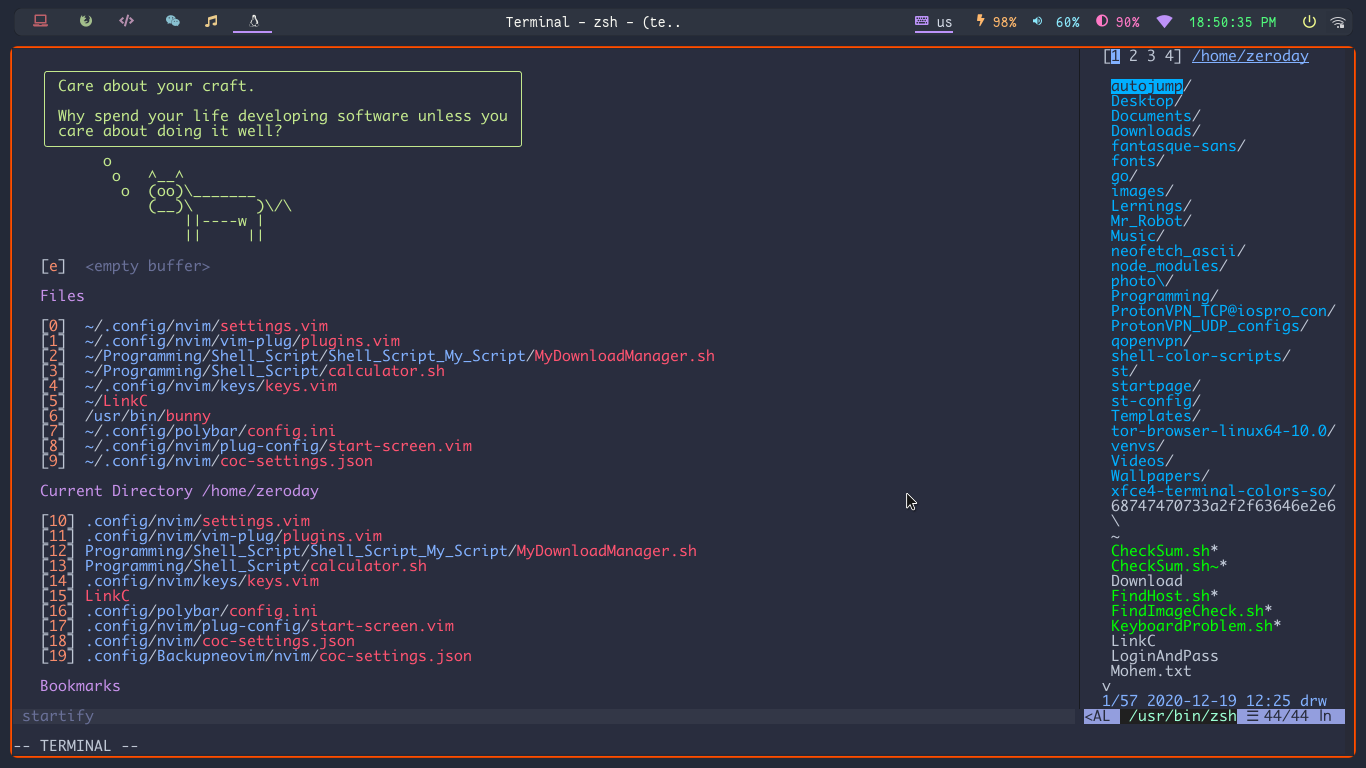 Terminal - zsh - (te..
us 98% 60% 90% 18:50:35 PM
Care about your craft.
Why spend your life developing software unless you
care about doing it well?
o
o ^__^
o (oo)\_______
(__)\ )\/\
||----w |
|| ||
[e] <empty buffer>
Files
[0] ~/.config/nvim/settings.vim
[1] ~/.config/nvim/vim-plug/plugins.vim
[2] ~/Programming/Shell_Script/Shell_Script_My_Script/MyDownloadManager.sh
[3] ~/Programming/Shell_Script/calculator.sh
[4] ~/.config/nvim/keys/keys.vim
[5] ~/LinkC
[6] /usr/bin/bunny
[7] ~/.config/polybar/config.ini
[8] ~/.config/nvim/plug-config/start-screen.vim
[9] ~/.config/nvim/coc-settings.json
Current Directory /home/zeroday
[10] .config/nvim/settings.vim
[11] .config/nvim/vim-plug/plugins.vim
[12] Programming/Shell_Script/Shell_Script_My_Script/MyDownloadManager.sh
[13] Programming/Shell_Script/calculator.sh
[14] .config/nvim/keys/keys.vim
[15] LinkC
[16] .config/polybar/config.ini
[17] .config/nvim/plug-config/start-screen.vim
[18] .config/nvim/coc-settings.json
[19] .config/Backupneovim/nvim/coc-settings.json
Bookmarks
startify
-- TERMINAL --
[1 2 3 4] /home/zeroday
autojump/
Desktop/
Documents/
Downloads/
fantasque-sans/
fonts/
go/
images/
Lernings/
Mr_Robot/
Music/
neofetch_ascii/
node_modules/
photo\/
Programming/
ProtonVPN_TCP@iospro_con/
ProtonVPN_UDP_configs/
qopenvpn/
shell-color-scripts/
st/
startpage/
st-config/
Templates/
tor-browser-linux64-10.0/
venvs/
Videos/
Wallpapers/
xfce4-terminal-colors-so/
68747470733a2f2f63646e2e6
\
~
CheckSum.sh*
CheckSum.sh~*
Download
FindHost.sh*
FindImageCheck.sh*
KeyboardProblem.sh*
LinkC
LoginAndPass
Mohem.txt
v
1/57 2020-12-19 12:25 drw
<AL /usr/bin/zsh ☰ 44/44 ln